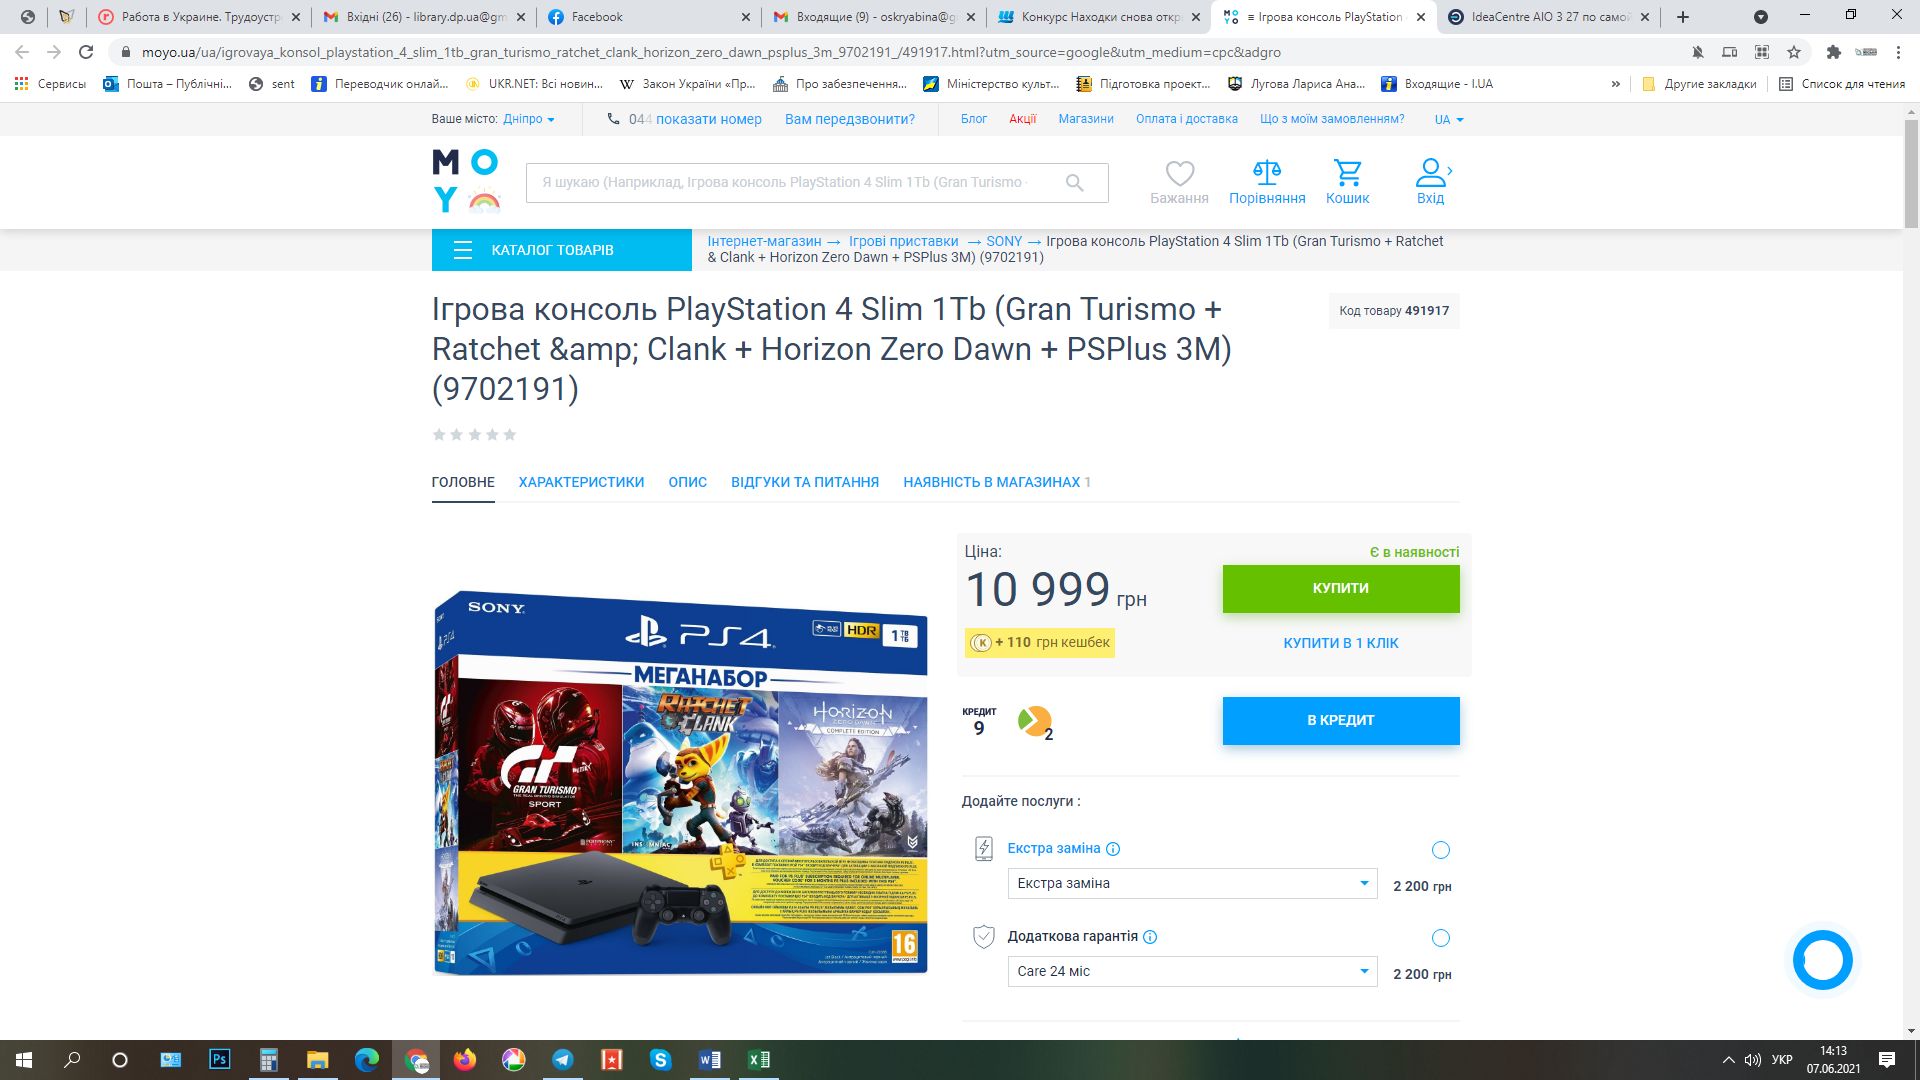 Работа в Украине. Трудоустр
Вхідні (26) - library.dp.ua@gm
Facebook
Входящие (9) - oskryabina@g
Конкурс Находки снова откр
≡ Ігрова консоль PlayStation
IdeaCentre AIO 3 27 по самой
moyo.ua/ua/igrovaya_konsol_playstation_4_slim_1tb_gran_turismo_ratchet_clank_horizon_zero_dawn_psplus_3m_9702191_/491917.html?utm_source=google&utm_medium=cpc&adgro
Сервисы
Пошта – Публічні...
sent
Переводчик онлай...
UKR.NET: Всі новин...
Закон України «Пр...
Про забезпечення...
Міністерство культ...
Підготовка проект...
Лугова Лариса Ана...
Входящие - I.UA
»
Другие закладки
Список для чтения
Ваше місто: Дніпро
044 показати номер
Вам передзвонити?
Блог
Акції
Магазини
Оплата і доставка
Що з моїм замовленням?
UA
MOY
Я шукаю (Наприклад, Ігрова консоль PlayStation 4 Slim 1Tb (Gran Turismo
Бажання
Порівняння
Кошик
Вхід
КАТАЛОГ ТОВАРІВ
Інтернет-магазин → Ігрові приставки → SONY → Ігрова консоль PlayStation 4 Slim 1Tb (Gran Turismo + Ratchet
& Clank + Horizon Zero Dawn + PSPlus 3M) (9702191)
Ігрова консоль PlayStation 4 Slim 1Tb (Gran Turismo +
Ratchet &amp; Clank + Horizon Zero Dawn + PSPlus 3M)
(9702191)
Код товару 491917
ГОЛОВНЕ
ХАРАКТЕРИСТИКИ
ОПИС
ВІДГУКИ ТА ПИТАННЯ
НАЯВНІСТЬ В МАГАЗИНАХ 1
Ціна:
Є в наявності
10 999 грн
КУПИТИ
K + 110 грн кешбек
КУПИТИ В 1 КЛІК
КРЕДИТ
9
2
В КРЕДИТ
Додайте послуги :
Екстра заміна
Екстра заміна
2 200 грн
Додаткова гарантія
Care 24 міс
2 200 грн
SONY
PS4
HDR
1 TB ТБ
МЕГАНАБОР
GRAN TURISMO
SPORT
RATCHET CLANK
HORIZON
ZERO DAWN
COMPLETE EDITION
INSOMNIAC
16
Ps
УКР
14:13
07.06.2021